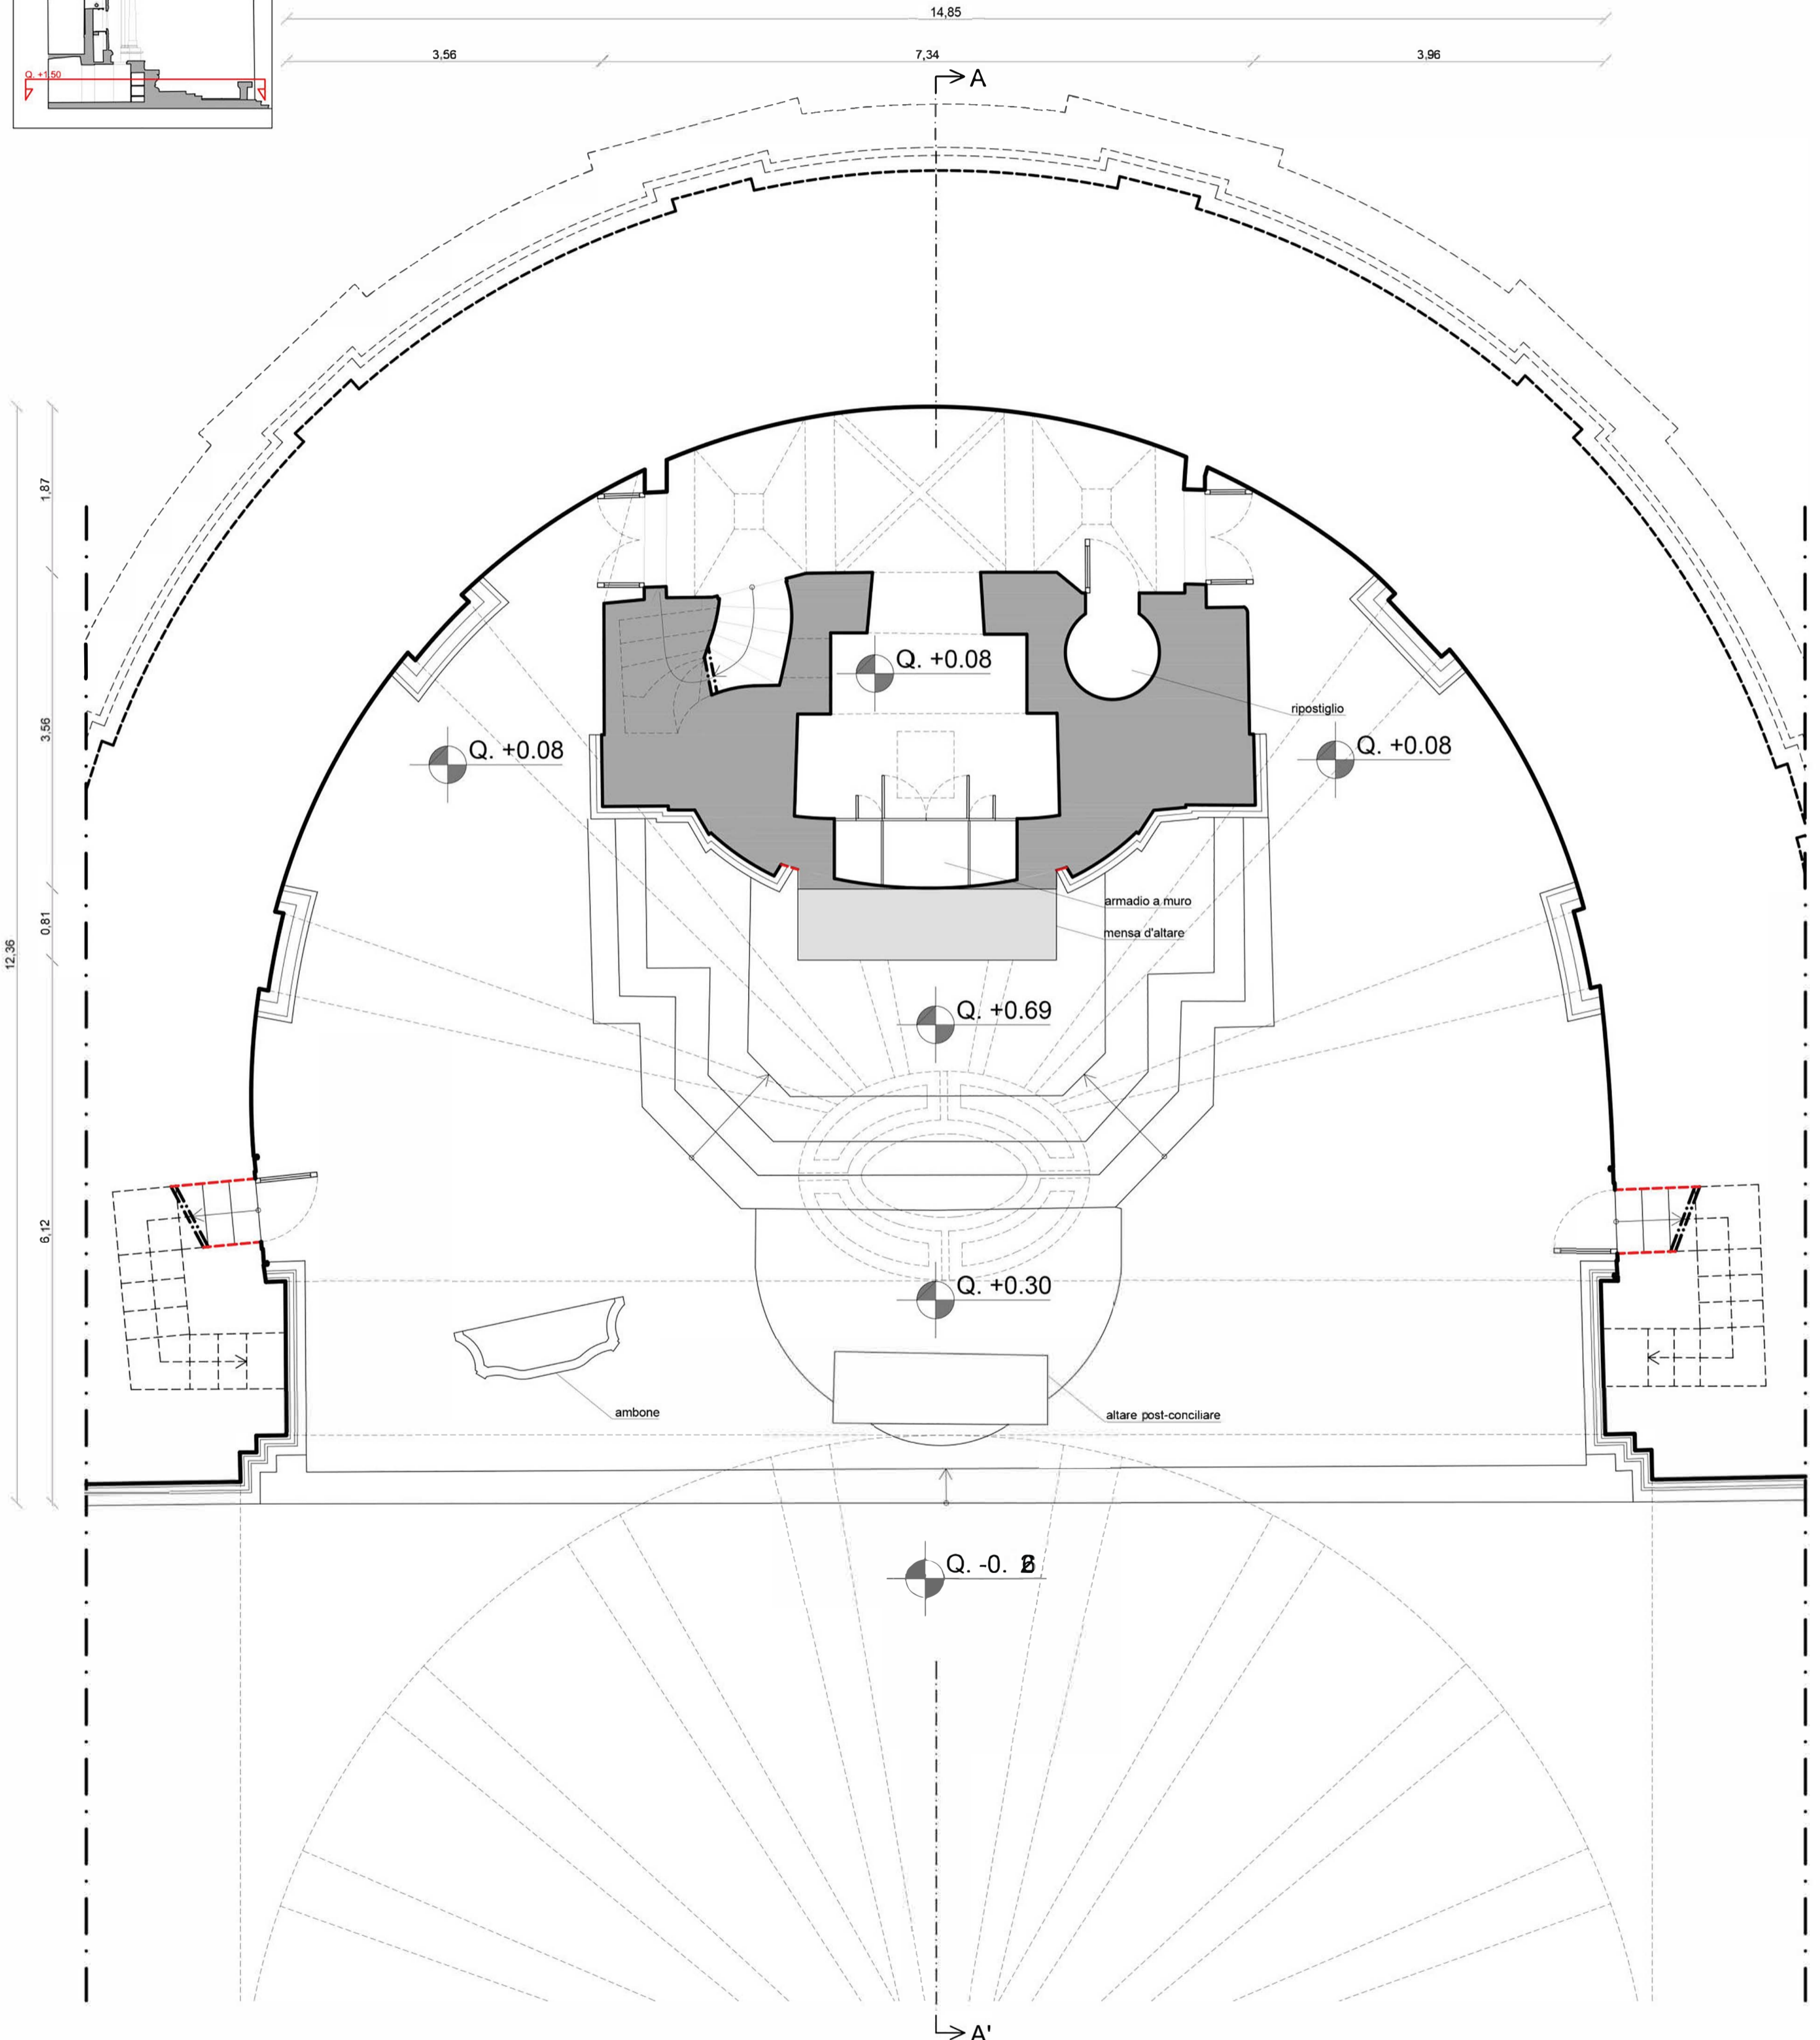 14,85
3,56 7,34 3,96
Q. +1.50
A
1,87
Q. +0.08
ripostiglio
3,56
Q. +0.08
Q. +0.08
armadio a muro
0,81
mensa d'altare
12,36
Q. +0.69
6,12
Q. +0.30
ambone
altare post-conciliare
Q. -0.
A'